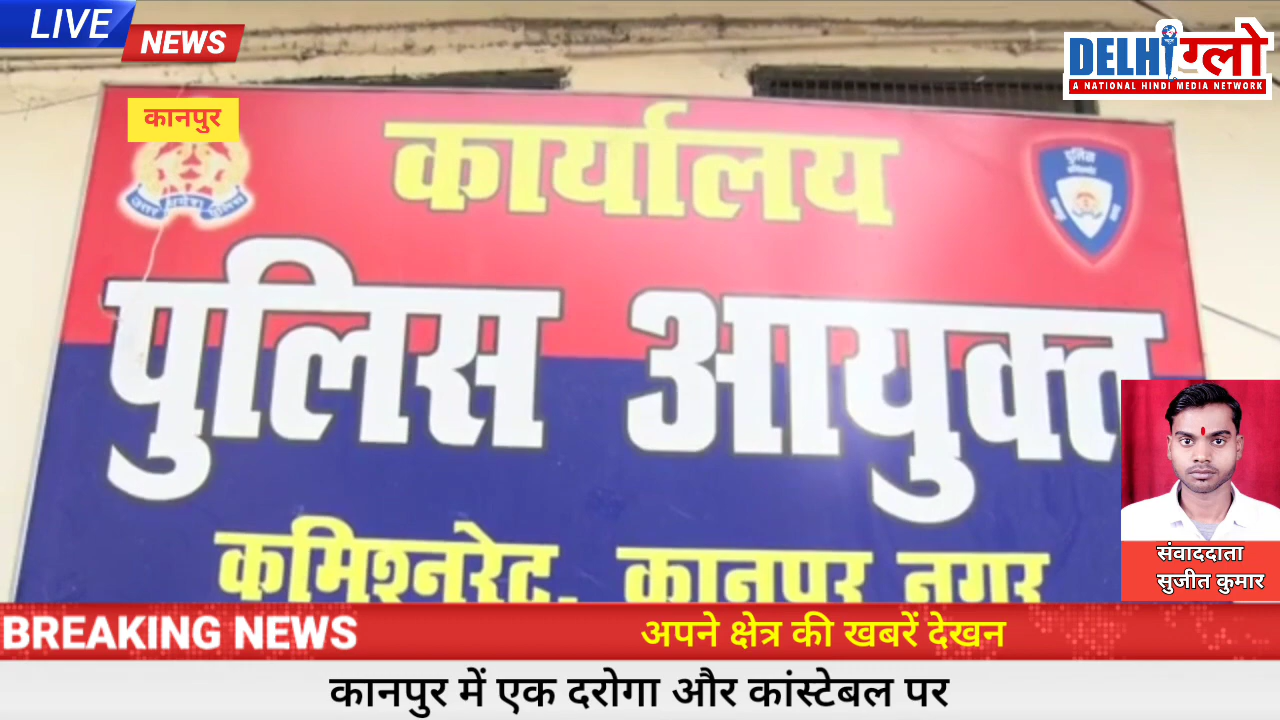 LIVE
NEWS
DELHI ग्लो
A NATIONAL HINDI MEDIA NETWORK
कानपुर
कार्यालय
पुलिस
पुलिस आयुक्त
कमिश्नरेट, कानपुर नगर
संवाददाता
सुजीत कुमार
BREAKING NEWS
अपने क्षेत्र की खबरें देखन
कानपुर में एक दरोगा और कांस्टेबल पर